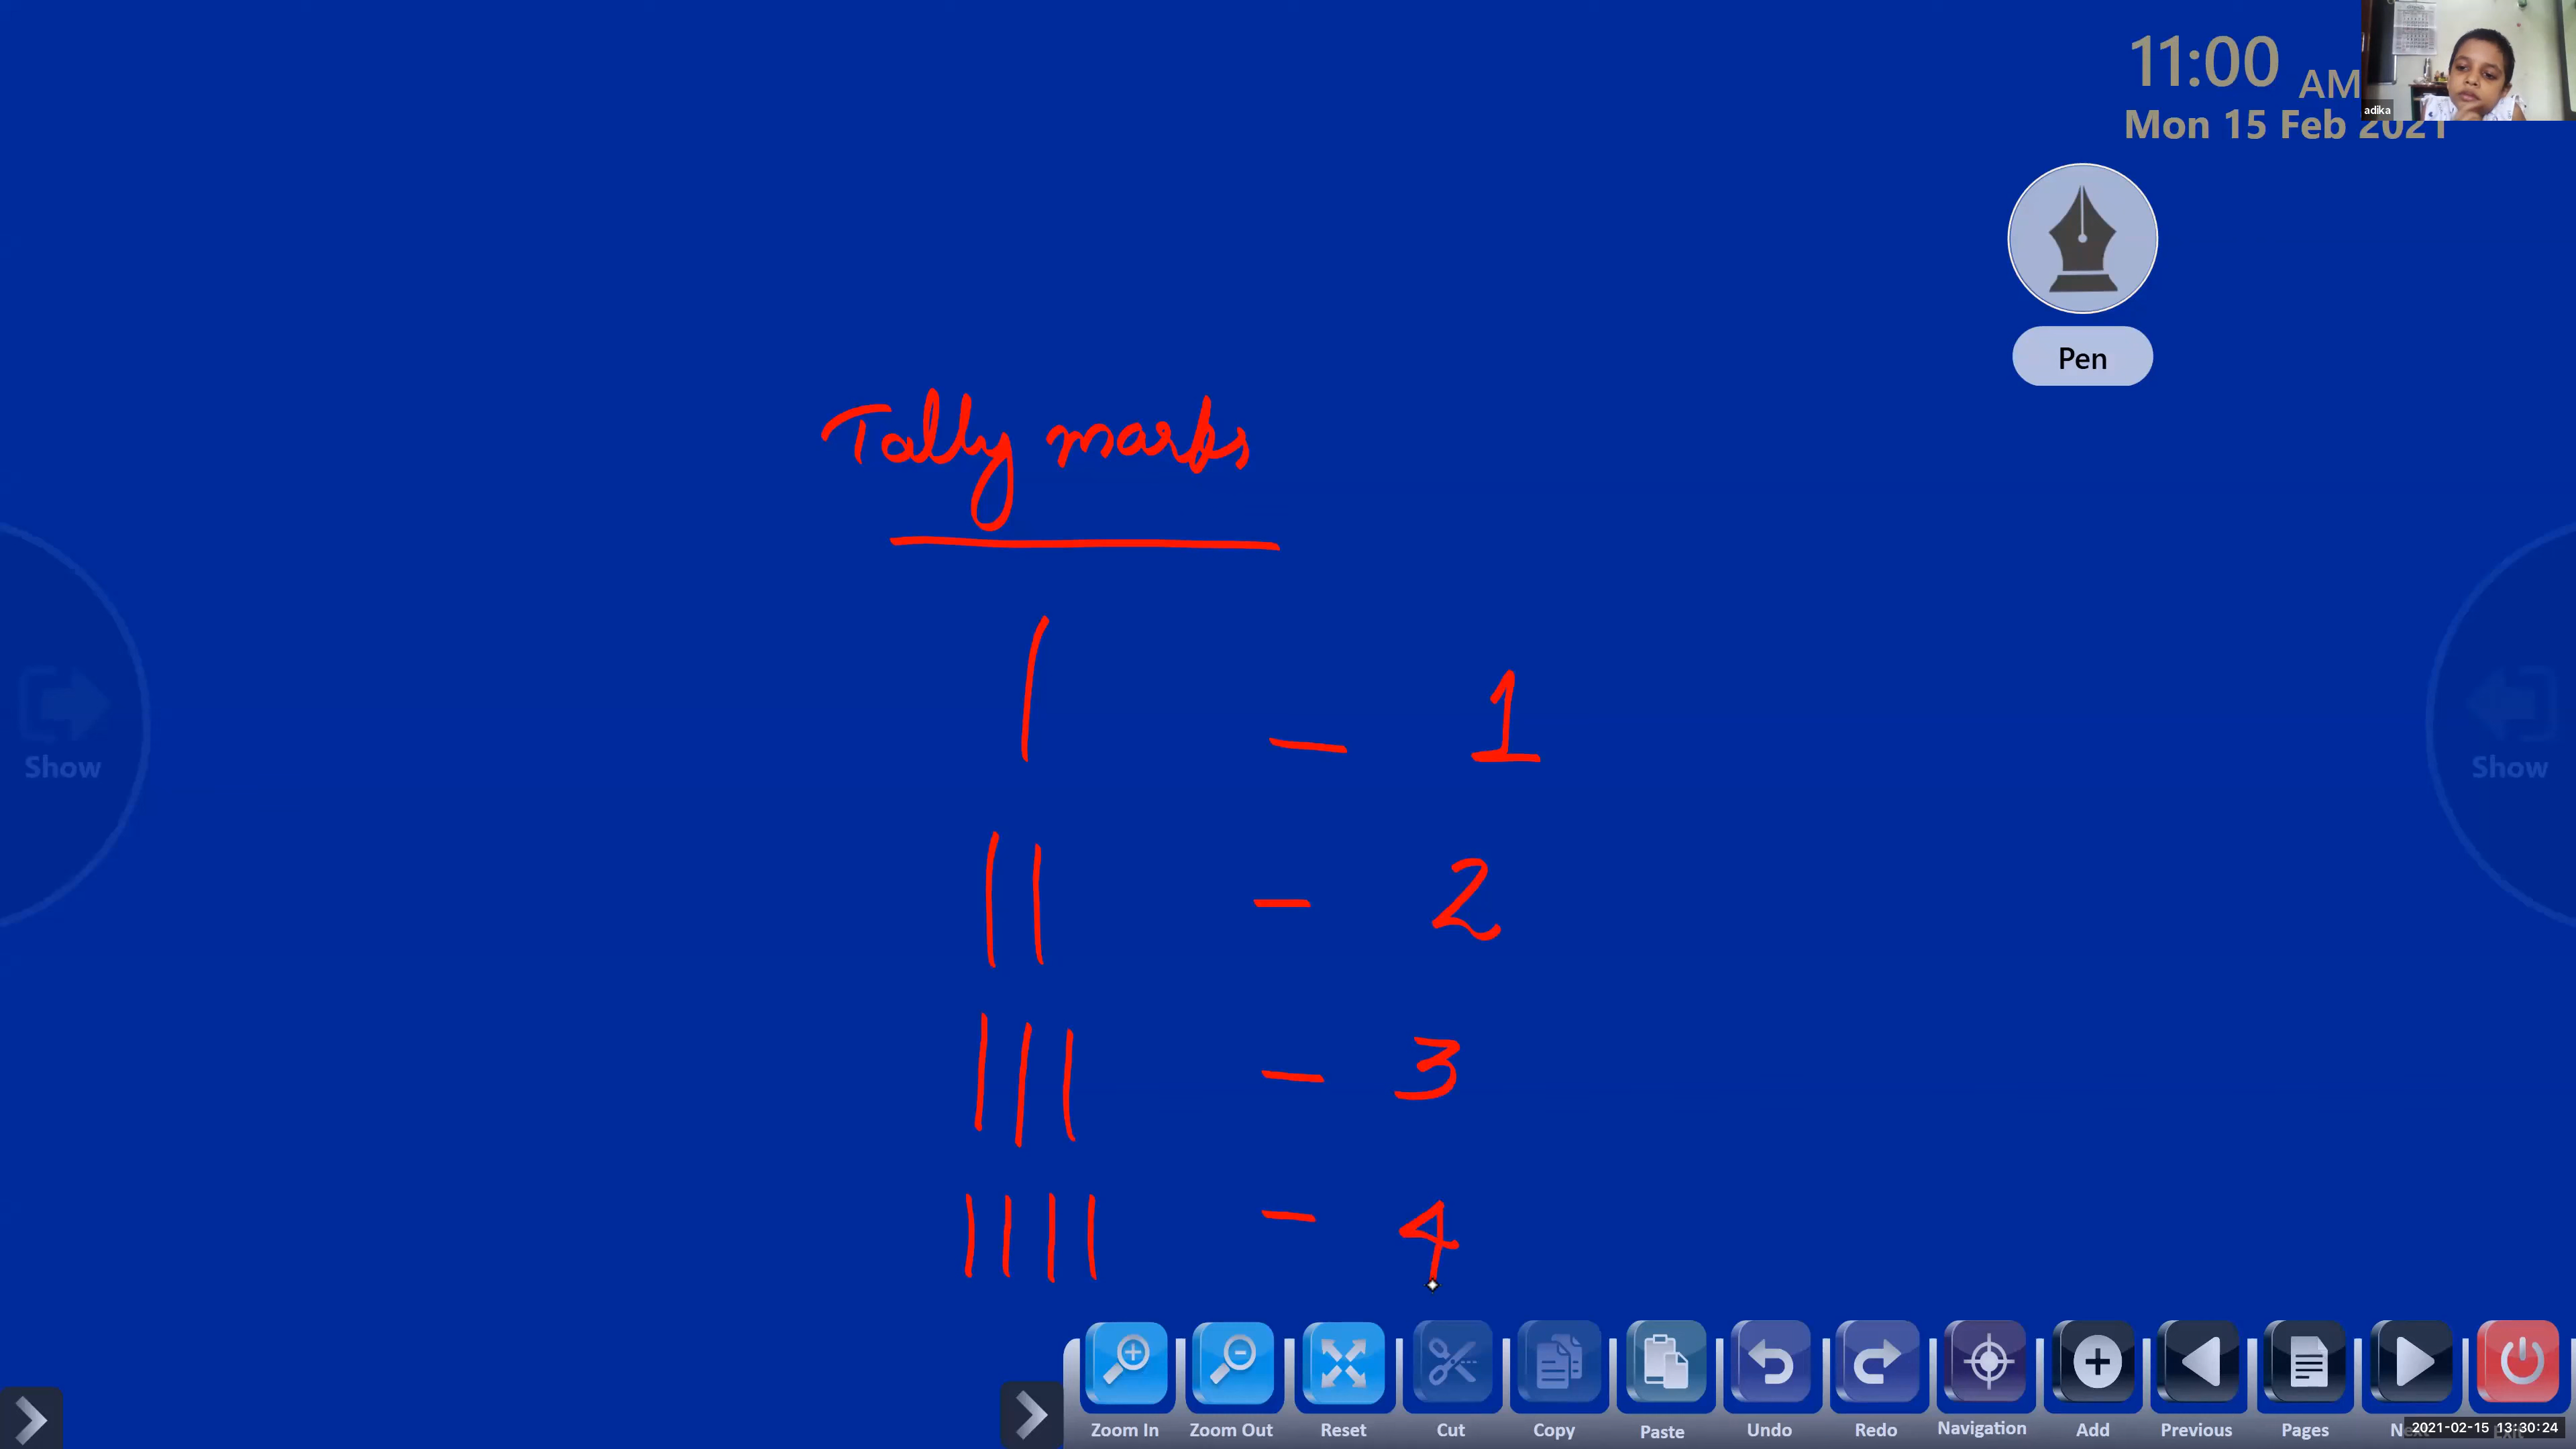 11:00 AM
adika
Mon 15 Feb 2021
Pen
Tally marks
| - 1
Show
Show
|| - 2
||| - 3
|||| - 4
Zoom In Zoom Out Reset Cut Copy Paste Undo Redo Navigation Add Previous Pages
2021-02-15 13:30:24